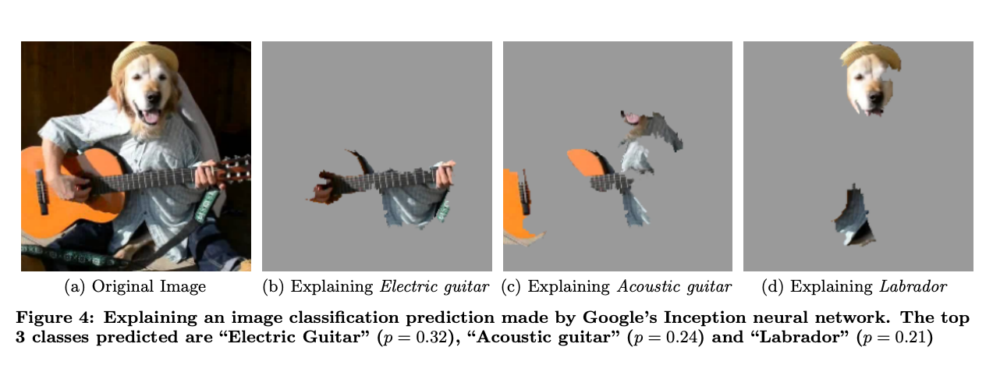 (a) Original Image
(b) Explaining Electric guitar
(c) Explaining Acoustic guitar
(d) Explaining Labrador
Figure 4: Explaining an image classification prediction made by Google's Inception neural network. The top
3 classes predicted are “Electric Guitar” (p = 0.32), “Acoustic guitar” (p = 0.24) and “Labrador” (p = 0.21)